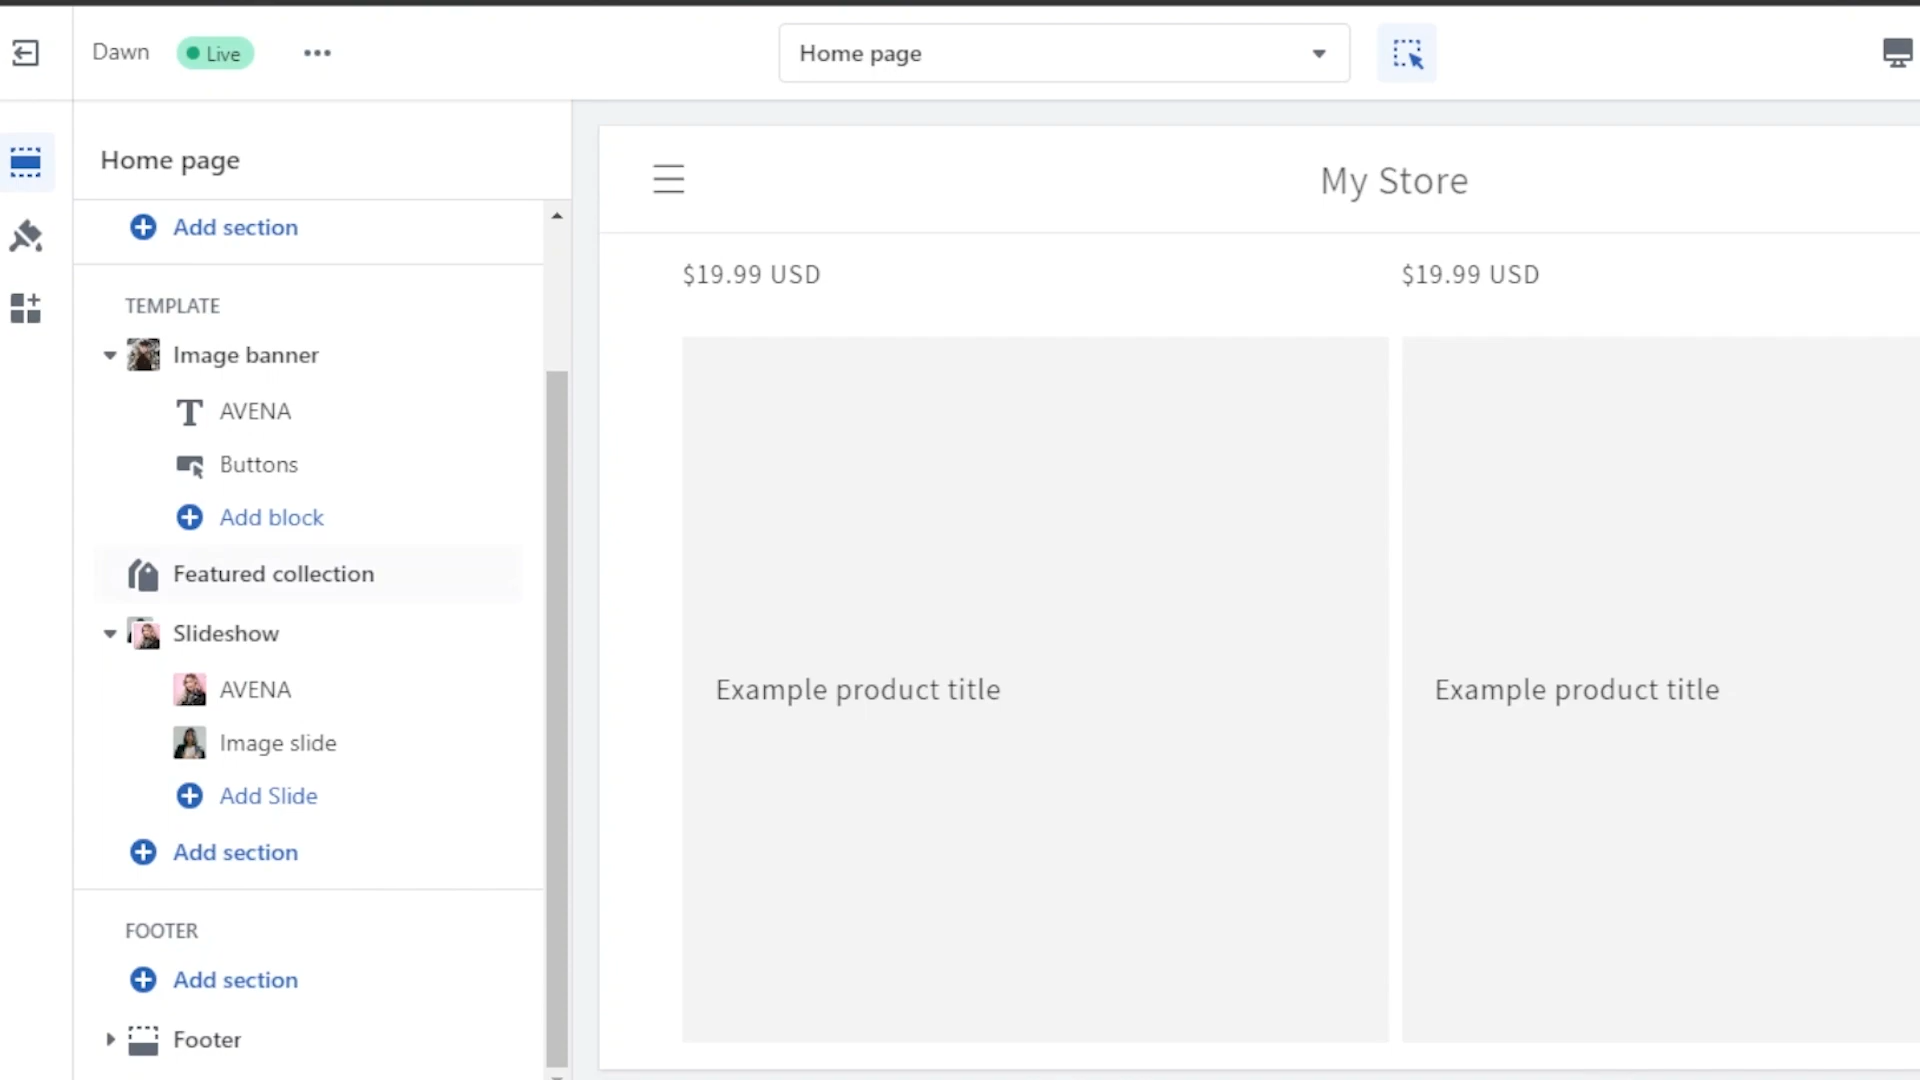 Dawn
Live
Home page
Home page
Add section
TEMPLATE
Image banner
AVENA
Buttons
Add block
Featured collection
Slideshow
AVENA
Image slide
Add Slide
Add section
FOOTER
Add section
Footer
My Store
$19.99 USD
$19.99 USD
Example product title
Example product title